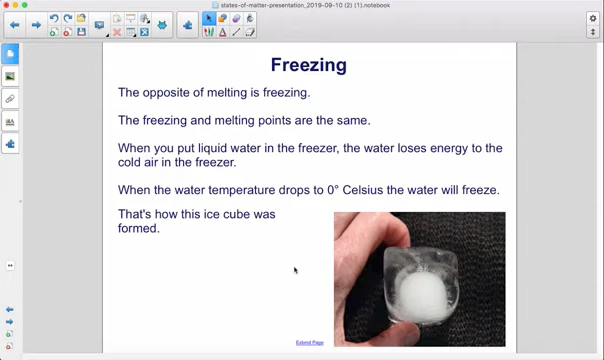 states-of-matter-presentation_2019-09-10 (2) (1).notebook
Freezing
The opposite of melting is freezing.
The freezing and melting points are the same.
When you put liquid water in the freezer, the water loses energy to the
cold air in the freezer.
When the water temperature drops to 0° Celsius the water will freeze.
That's how this ice cube was
formed.
Extend Page